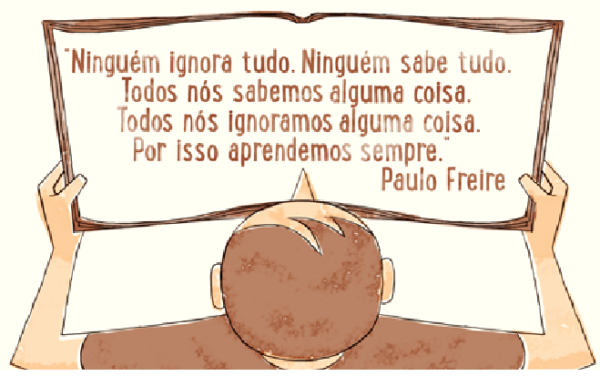 "Ninguém ignora tudo. Ninguém sabe tudo.
Todos nós sabemos alguma coisa.
Todos nós ignoramos alguma coisa.
Por isso aprendemos sempre."
Paulo Freire